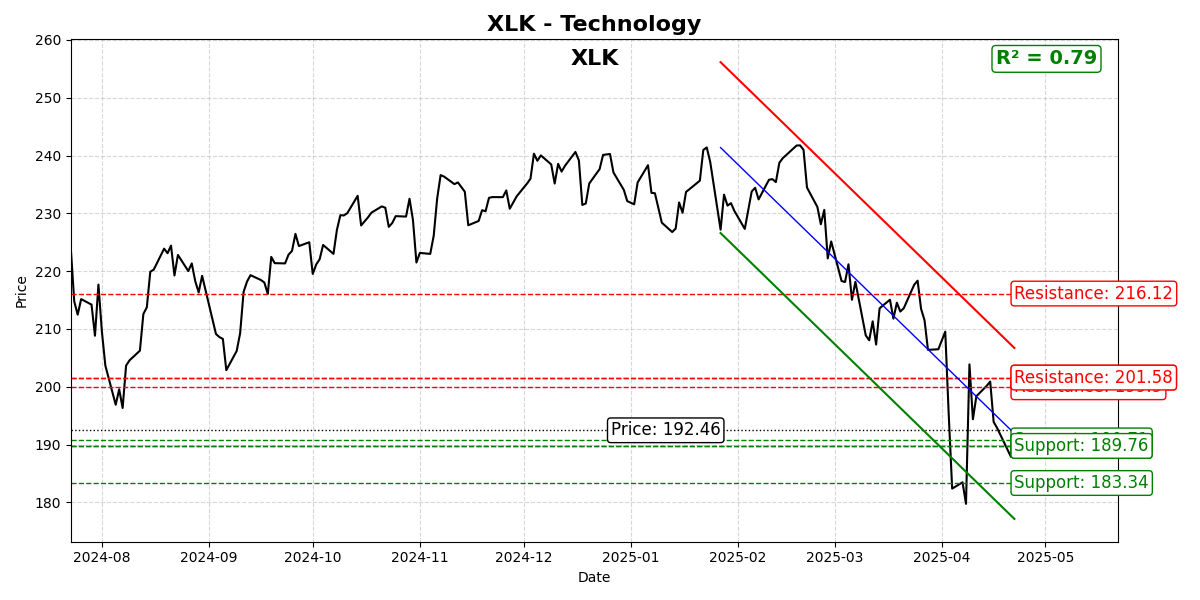 XLK - Technology
XLK
R² = 0.79
260
250
240
230
220
210
200
190
180
Price
Resistance: 216.12
Resistance: 201.58
Price: 192.46
Support: 189.76
Support: 183.34
2024-08
2024-09
2024-10
2024-11
2024-12
2025-01
2025-02
2025-03
2025-04
2025-05
Date